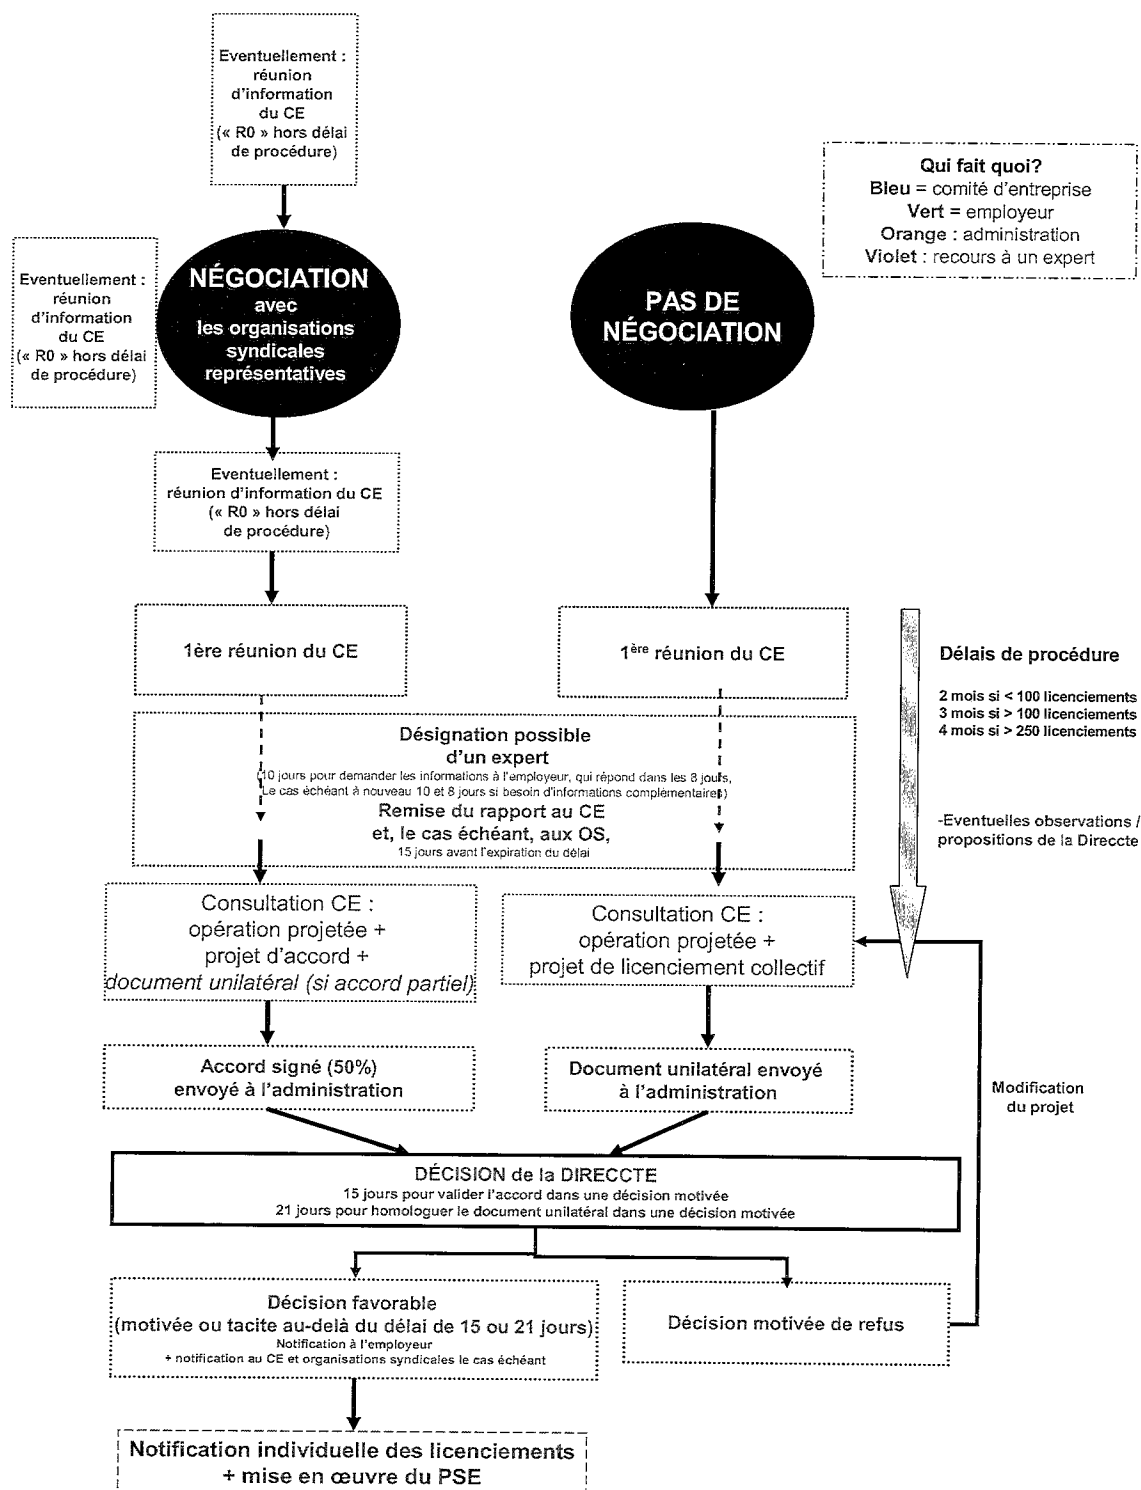 Eventuellement :
réunion
d'information
du CE
(« R0 » hors délai
de procédure)
Qui fait quoi?
Bleu = comité d'entreprise
Vert = employeur
Orange : administration
Violet : recours à un expert
Eventuellement :
réunion
d'information
du CE
(« R0 » hors délai
de procédure)
NÉGOCIATION
avec
les organisations
syndicales
représentatives
PAS DE
NÉGOCIATION
Eventuellement :
réunion d'information du CE
(« R0 » hors délai
de procédure)
1ère réunion du CE
1ère réunion du CE
Délais de procédure
2 mois si < 100 licenciements
3 mois si > 100 licenciements
4 mois si > 250 licenciements
-Eventuelles observations /
propositions de la Direccte
Désignation possible
d'un expert
(10 jours pour demander les informations à l'employeur, qui répond dans les 8 jours,
Le cas échéant à nouveau 10 et 8 jours si besoin d'informations complémentaires)
Remise du rapport au CE
et, le cas échéant, aux OS,
15 jours avant l'expiration du délai
Consultation CE :
opération projetée +
projet d'accord +
document unilatéral (si accord partiel)
Consultation CE :
opération projetée +
projet de licenciement collectif
Accord signé (50%)
envoyé à l'administration
Document unilatéral envoyé
à l'administration
Modification
du projet
DÉCISION de la DIRECCTE
15 jours pour valider l'accord dans une décision motivée
21 jours pour homologuer le document unilatéral dans une décision motivée
Décision favorable
(motivée ou tacite au-delà du délai de 15 ou 21 jours)
Notification à l'employeur
+ notification au CE et organisations syndicales le cas échéant
Décision motivée de refus
Notification individuelle des licenciements
+ mise en œuvre du PSE